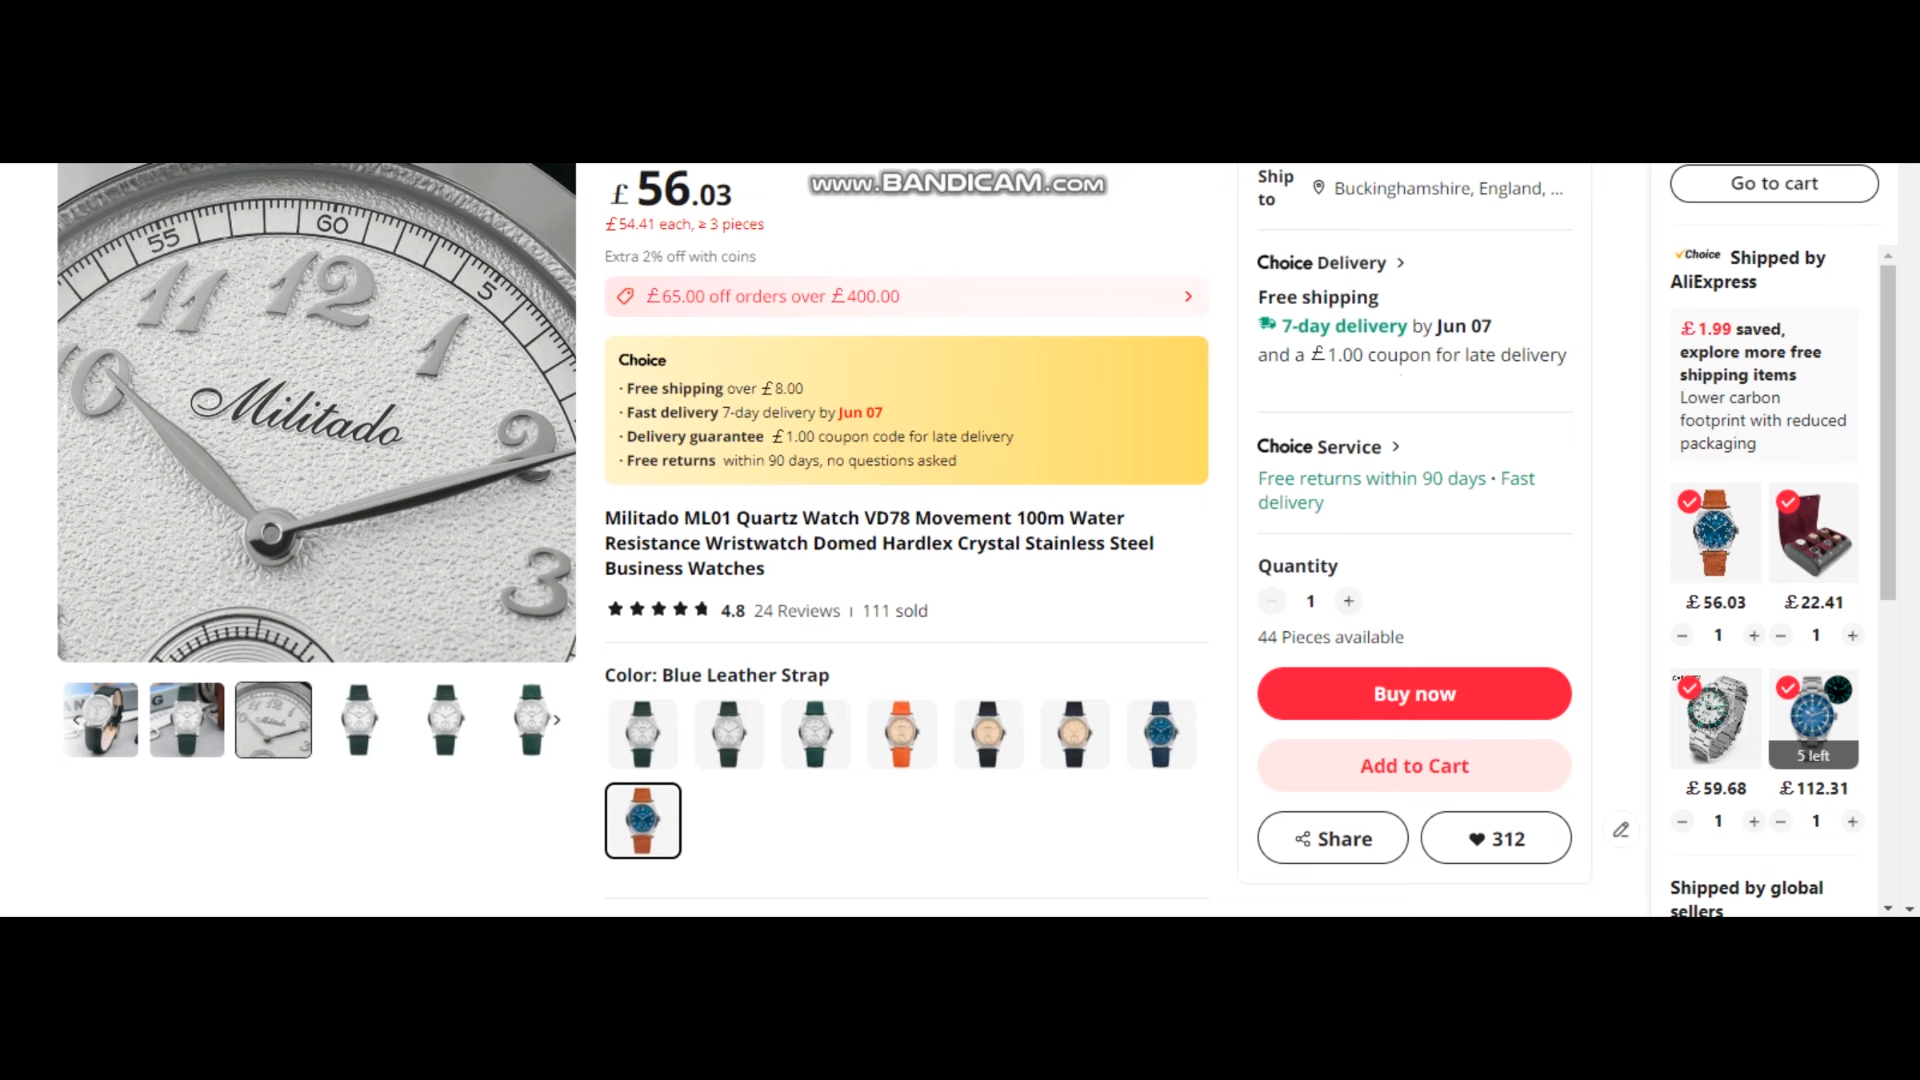 55
60
5
11
12
1
10
2
3
Militado
£56.03
£54.41 each, ≥ 3 pieces
Extra 2% off with coins
£65.00 off orders over £400.00
Choice
· Free shipping over £8.00
· Fast delivery 7-day delivery by Jun 07
· Delivery guarantee £1.00 coupon code for late delivery
· Free returns within 90 days, no questions asked
Militado ML01 Quartz Watch VD78 Movement 100m Water
Resistance Wristwatch Domed Hardlex Crystal Stainless Steel
Business Watches
4.8 24 Reviews | 111 sold
Color: Blue Leather Strap
www.BANDICAM.com
Ship
to
Buckinghamshire, England, ...
Choice Delivery >
Free shipping
7-day delivery by Jun 07
and a £1.00 coupon for late delivery
Choice Service >
Free returns within 90 days • Fast
delivery
Quantity
− 1 +
44 Pieces available
Buy now
Add to Cart
Share
312
Go to cart
Choice Shipped by
AliExpress
£1.99 saved,
explore more free
shipping items
Lower carbon
footprint with reduced
packaging
£56.03 £22.41
− 1 + − 1 +
5 left
£59.68 £112.31
− 1 + − 1 +
Shipped by global
sellers